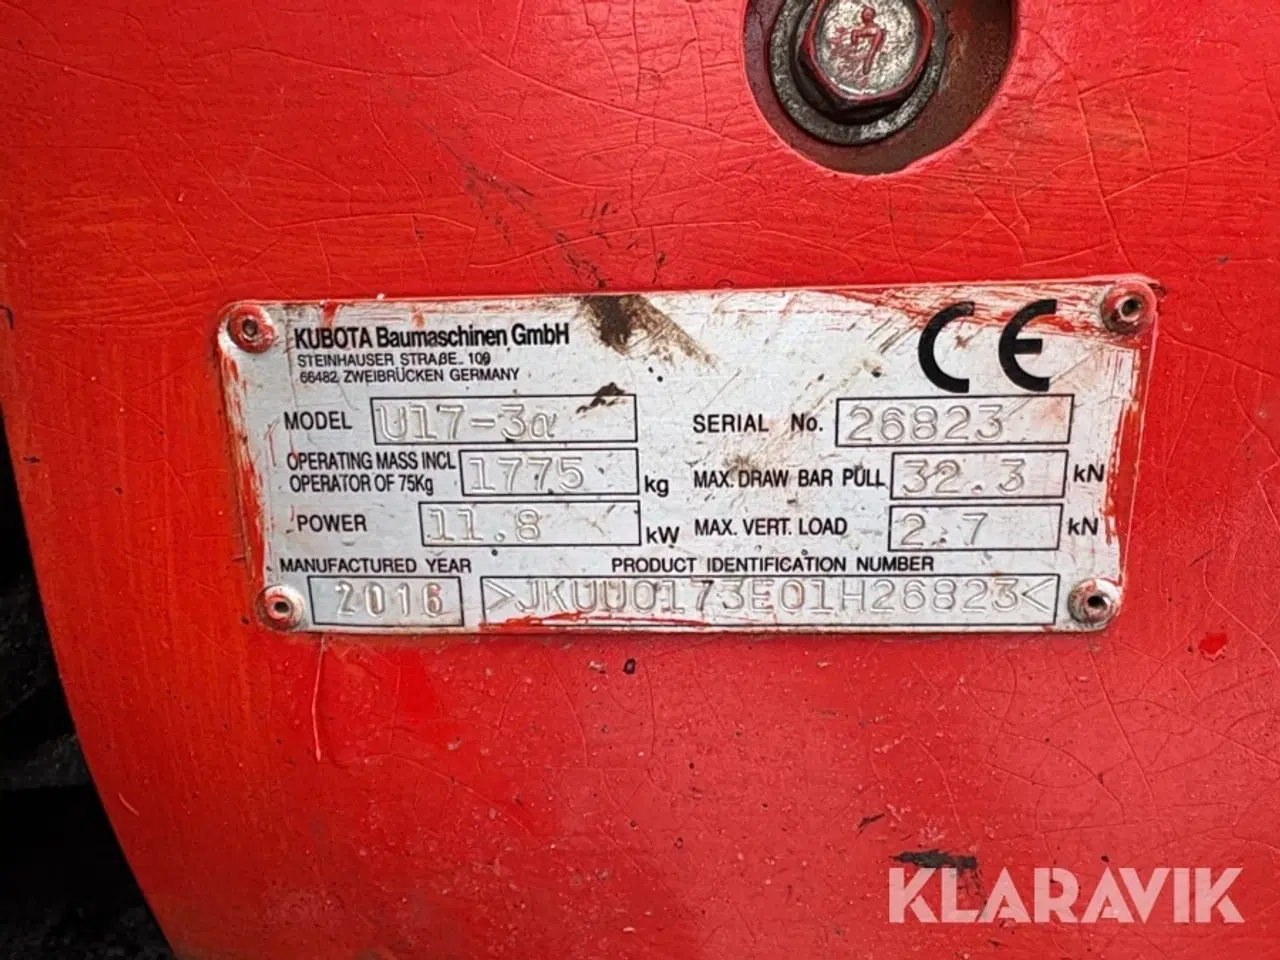 KUBOTA Baumaschinen GmbH
STEINHAUSER STRAßE 109
66482 ZWEIBRÜCKEN GERMANY
CE
MODEL U17-3α
SERIAL No. 26823
OPERATING MASS INCL
OPERATOR OF 75Kg 1775 kg
MAX. DRAW BAR PULL 32.3 kN
POWER 11.8 kW
MAX. VERT. LOAD 2.7 kN
MANUFACTURED YEAR 2016
PRODUCT IDENTIFICATION NUMBER
>JKUU0173E01H26823<
7
KLARAVIK